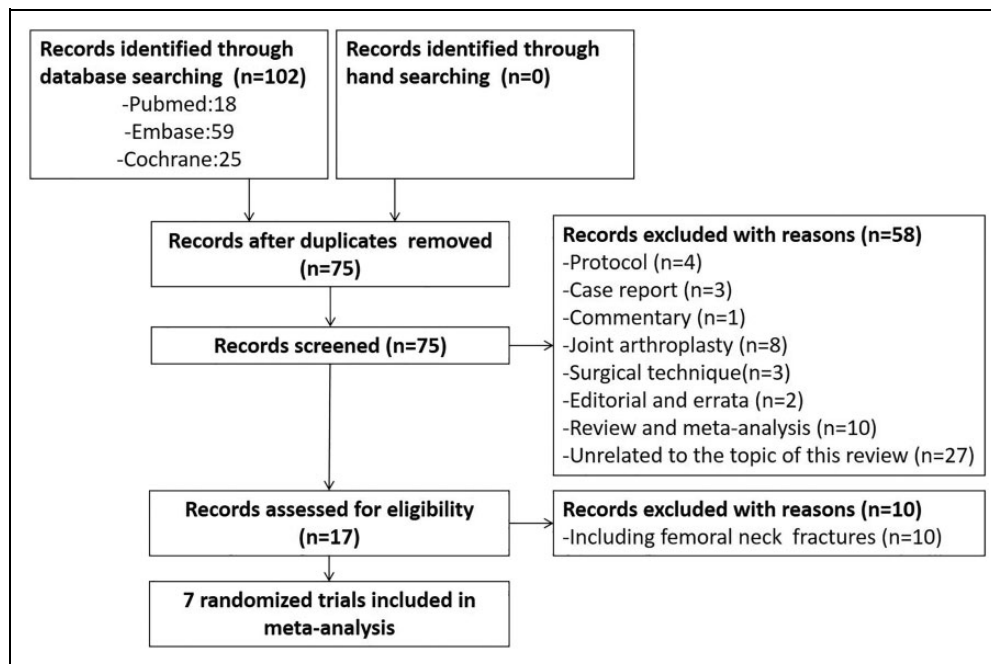 Records identified through
database searching (n=102)
-Pubmed:18
-Embase:59
-Cochrane:25
Records identified through
hand searching (n=0)
Records after duplicates removed
(n=75)
Records screened (n=75)
Records excluded with reasons (n=58)
-Protocol (n=4)
-Case report (n=3)
-Commentary (n=1)
-Joint arthroplasty (n=8)
-Surgical technique(n=3)
-Editorial and errata (n=2)
-Review and meta-analysis (n=10)
-Unrelated to the topic of this review (n=27)
Records assessed for eligibility
(n=17)
Records excluded with reasons (n=10)
-Including femoral neck fractures (n=10)
7 randomized trials included in
meta-analysis